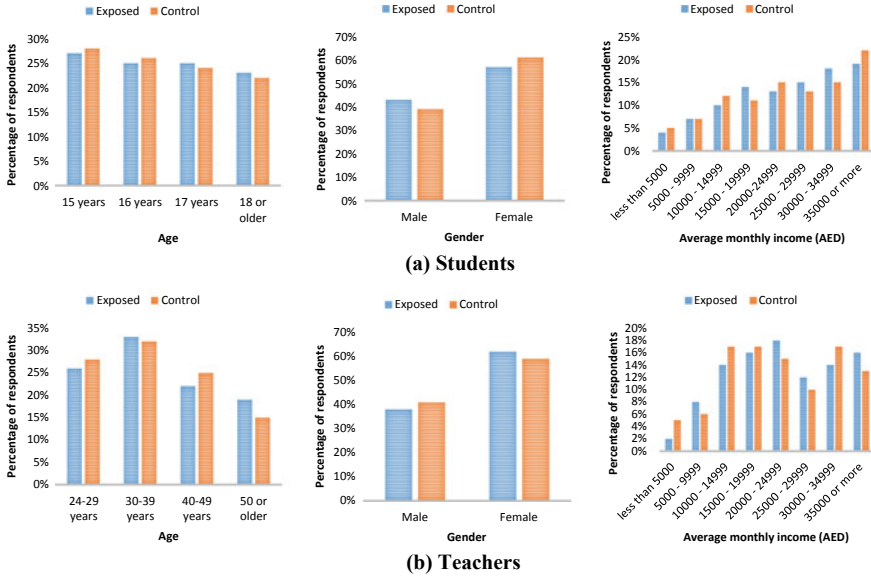 Exposed Control
Percentage of respondents
30%
25%
20%
15%
10%
5%
0%
15 years 16 years 17 years 18 or
older
Age
Exposed Control
Percentage of respondents
70%
60%
50%
40%
30%
20%
10%
0%
Male Female
Gender
Exposed Control
Percentage of respondents
25%
20%
15%
10%
5%
0%
less than 5000
5000 - 9999
10000 - 14999
15000 - 19999
20000-24999
25000 - 29999
30000 - 34999
35000 or more
Average monthly income (AED)
(a) Students
Exposed Control
Percentage of respondents
35%
30%
25%
20%
15%
10%
5%
0%
24-29 30-39 40-49 50 or
years years years older
Age
Exposed Control
Percentage of respondents
70%
60%
50%
40%
30%
20%
10%
0%
Male Female
Gender
Exposed Control
Percentage of respondents
20%
18%
16%
14%
12%
10%
8%
6%
4%
2%
0%
less than 5000
5000 - 9999
10000 - 14999
15000 - 19999
20000 - 24999
25000 - 29999
30000 - 34999
35000 or more
Average monthly income (AED)
(b) Teachers